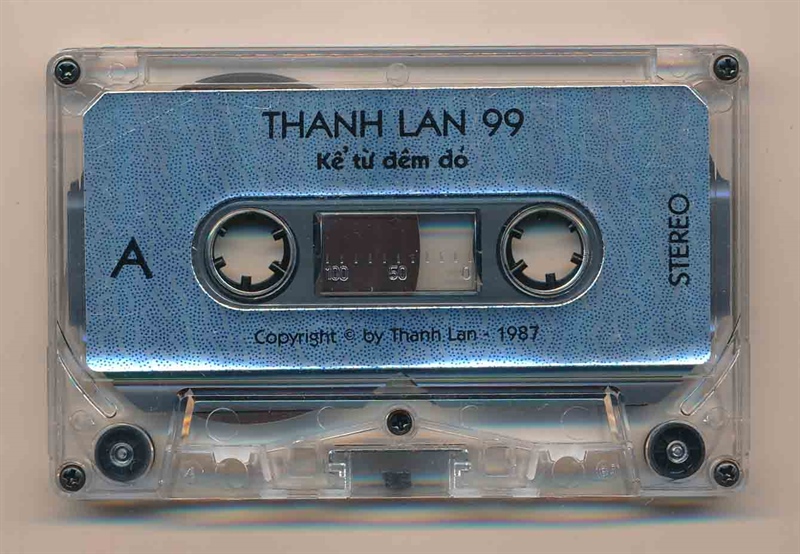 THANH LAN 99
Kể từ đêm đó
A
STEREO
100 50 0
Copyright © by Thanh Lan - 1987